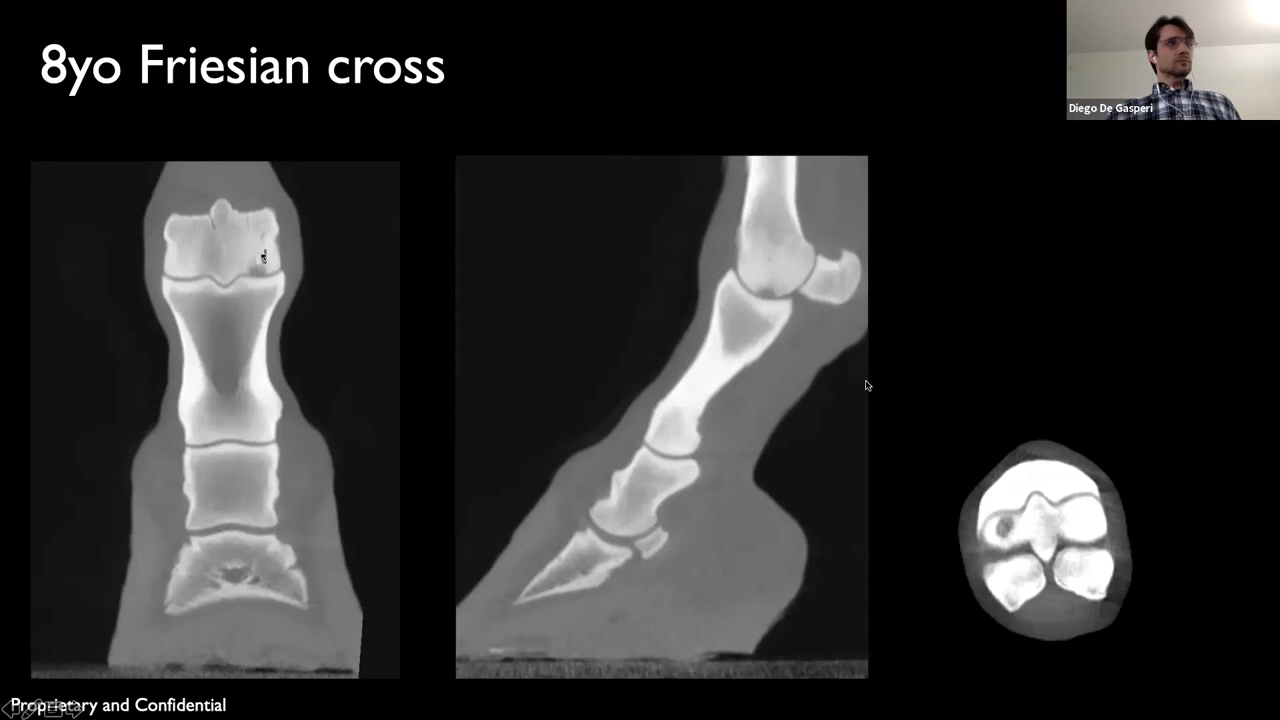 8yo Friesian cross
Diego De Gasperi
Proprietary and Confidential